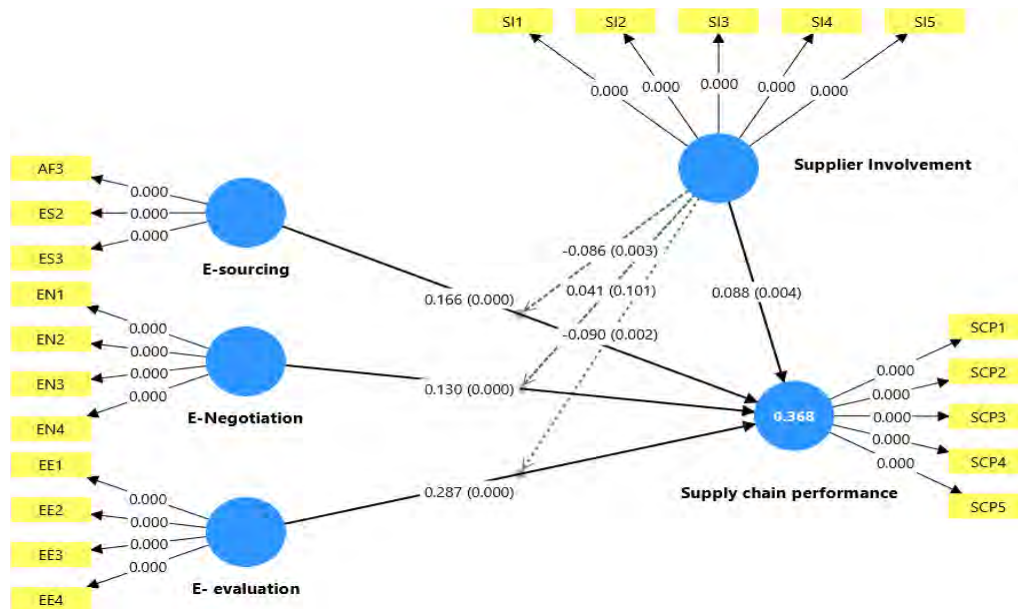 SI1 SI2 SI3 SI4 SI5
0.000 0.000 0.000 0.000 0.000
Supplier Involvement
AF3
ES2
ES3
0.000
0.000
0.000
E-sourcing
EN1
EN2
EN3
EN4
0.000
0.000
0.000
0.000
E-Negotiation
EE1
EE2
EE3
EE4
0.000
0.000
0.000
0.000
E- evaluation
-0.086 (0.003)
0.166 (0.000)
0.041 (0.101)
-0.090 (0.002)
0.088 (0.004)
0.130 (0.000)
0.287 (0.000)
0.368
Supply chain performance
0.000
0.000
0.000
0.000
0.000
SCP1
SCP2
SCP3
SCP4
SCP5